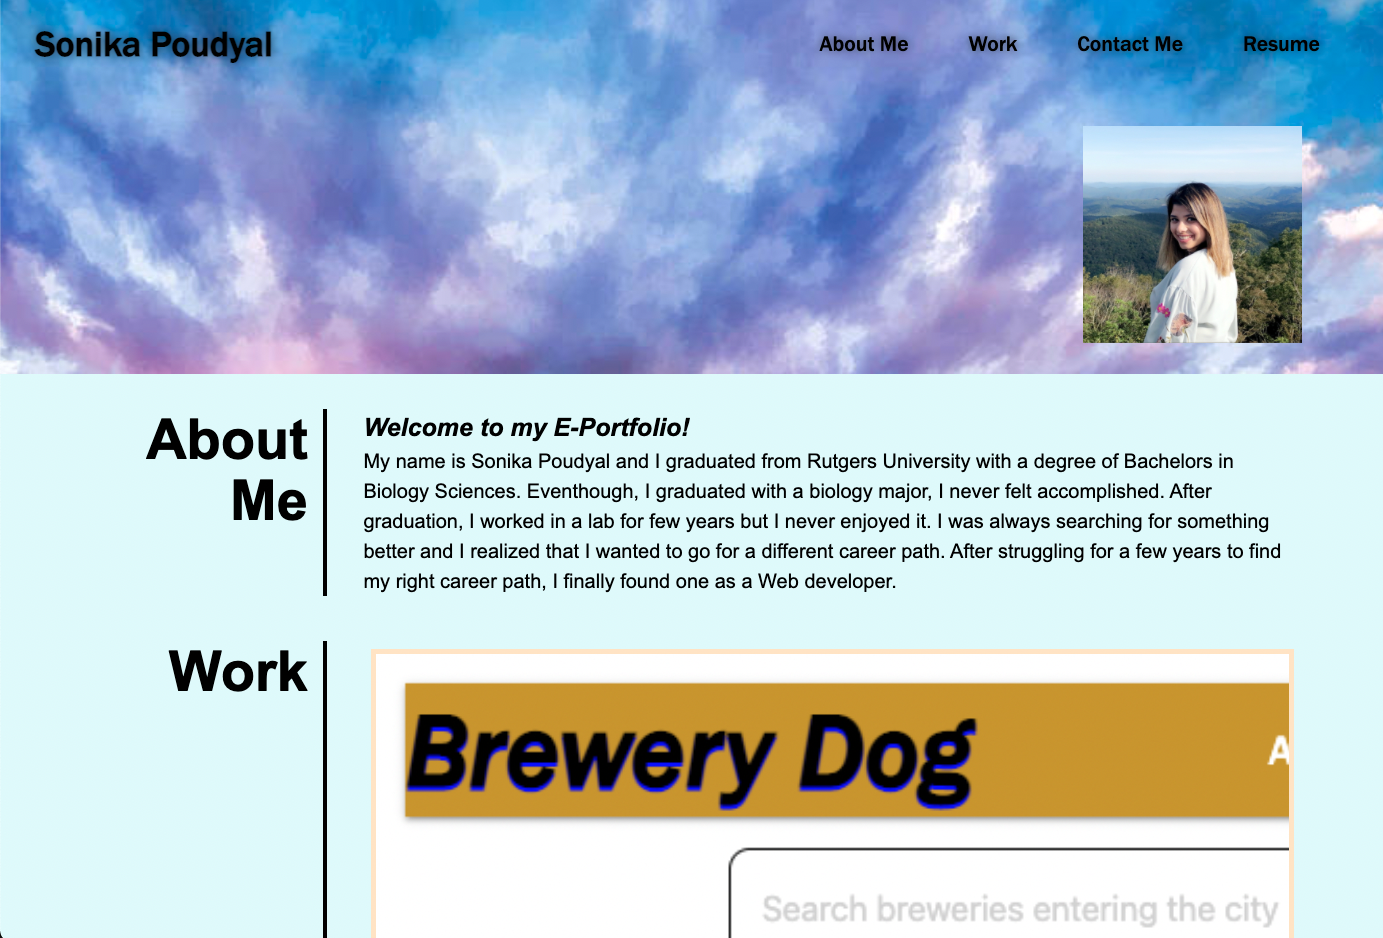 Sonika Poudyal
About Me
Work
Contact Me
Resume
About
Me
Welcome to my E-Portfolio!
My name is Sonika Poudyal and I graduated from Rutgers University with a degree of Bachelors in
Biology Sciences. Eventhough, I graduated with a biology major, I never felt accomplished. After
graduation, I worked in a lab for few years but I never enjoyed it. I was always searching for something
better and I realized that I wanted to go for a different career path. After struggling for a few years to find
my right career path, I finally found one as a Web developer.
Work
Brewery Dog
A
Search breweries entering the city